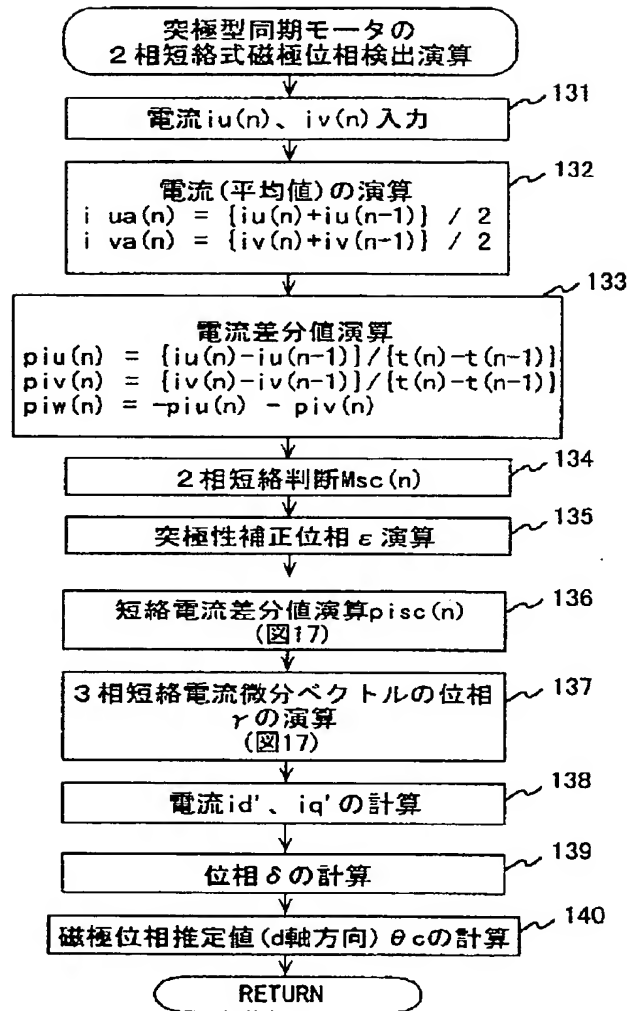 突極型同期モータの
2相短絡式磁極位相検出演算
131
電流iu(n)、iv(n)入力
132
電流(平均値)の演算
i ua(n) = {iu(n)+iu(n-1)} / 2
i va(n) = {iv(n)+iv(n-1)} / 2
133
電流差分値演算
piu(n) = {iu(n)-iu(n-1)}/{t(n)-t(n-1)}
piv(n) = {iv(n)-iv(n-1)}/{t(n)-t(n-1)}
piw(n) = -piu(n) - piv(n)
134
2相短絡判断Msc(n)
135
突極性補正位相ε演算
136
短絡電流差分値演算pisc(n)
(図17)
137
3相短絡電流微分ベクトルの位相
γの演算
(図17)
138
電流id'、iq'の計算
139
位相δの計算
140
磁極位相推定値(d軸方向)θcの計算
RETURN